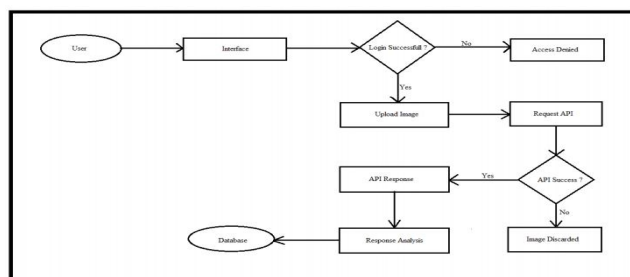 User
Interface
Login Successfull ?
No
Access Denied
Yes
Upload Image
Request API
API Response
Yes
API Success ?
No
Database
Response Analysis
Image Discarded